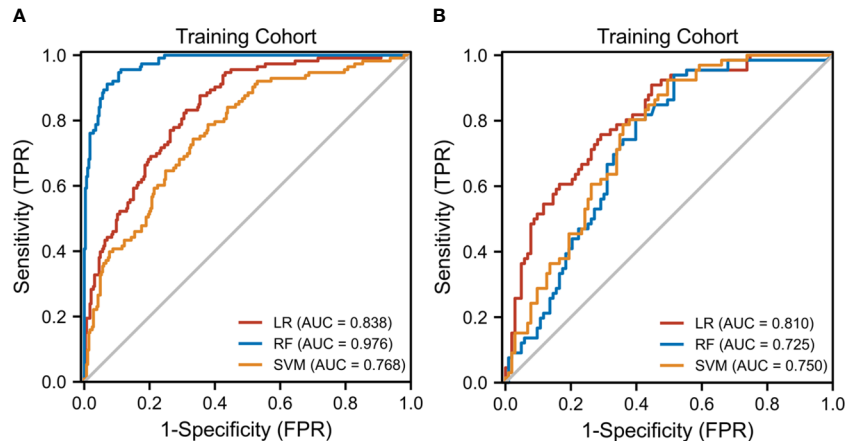 A
Training Cohort
1.0
0.8
0.6
0.4
0.2
0.0
Sensitivity (TPR)
LR (AUC = 0.838)
RF (AUC = 0.976)
SVM (AUC = 0.768)
0.0 0.2 0.4 0.6 0.8 1.0
1-Specificity (FPR)
B
Training Cohort
1.0
0.8
0.6
0.4
0.2
0.0
Sensitivity (TPR)
LR (AUC = 0.810)
RF (AUC = 0.725)
SVM (AUC = 0.750)
0.0 0.2 0.4 0.6 0.8 1.0
1-Specificity (FPR)